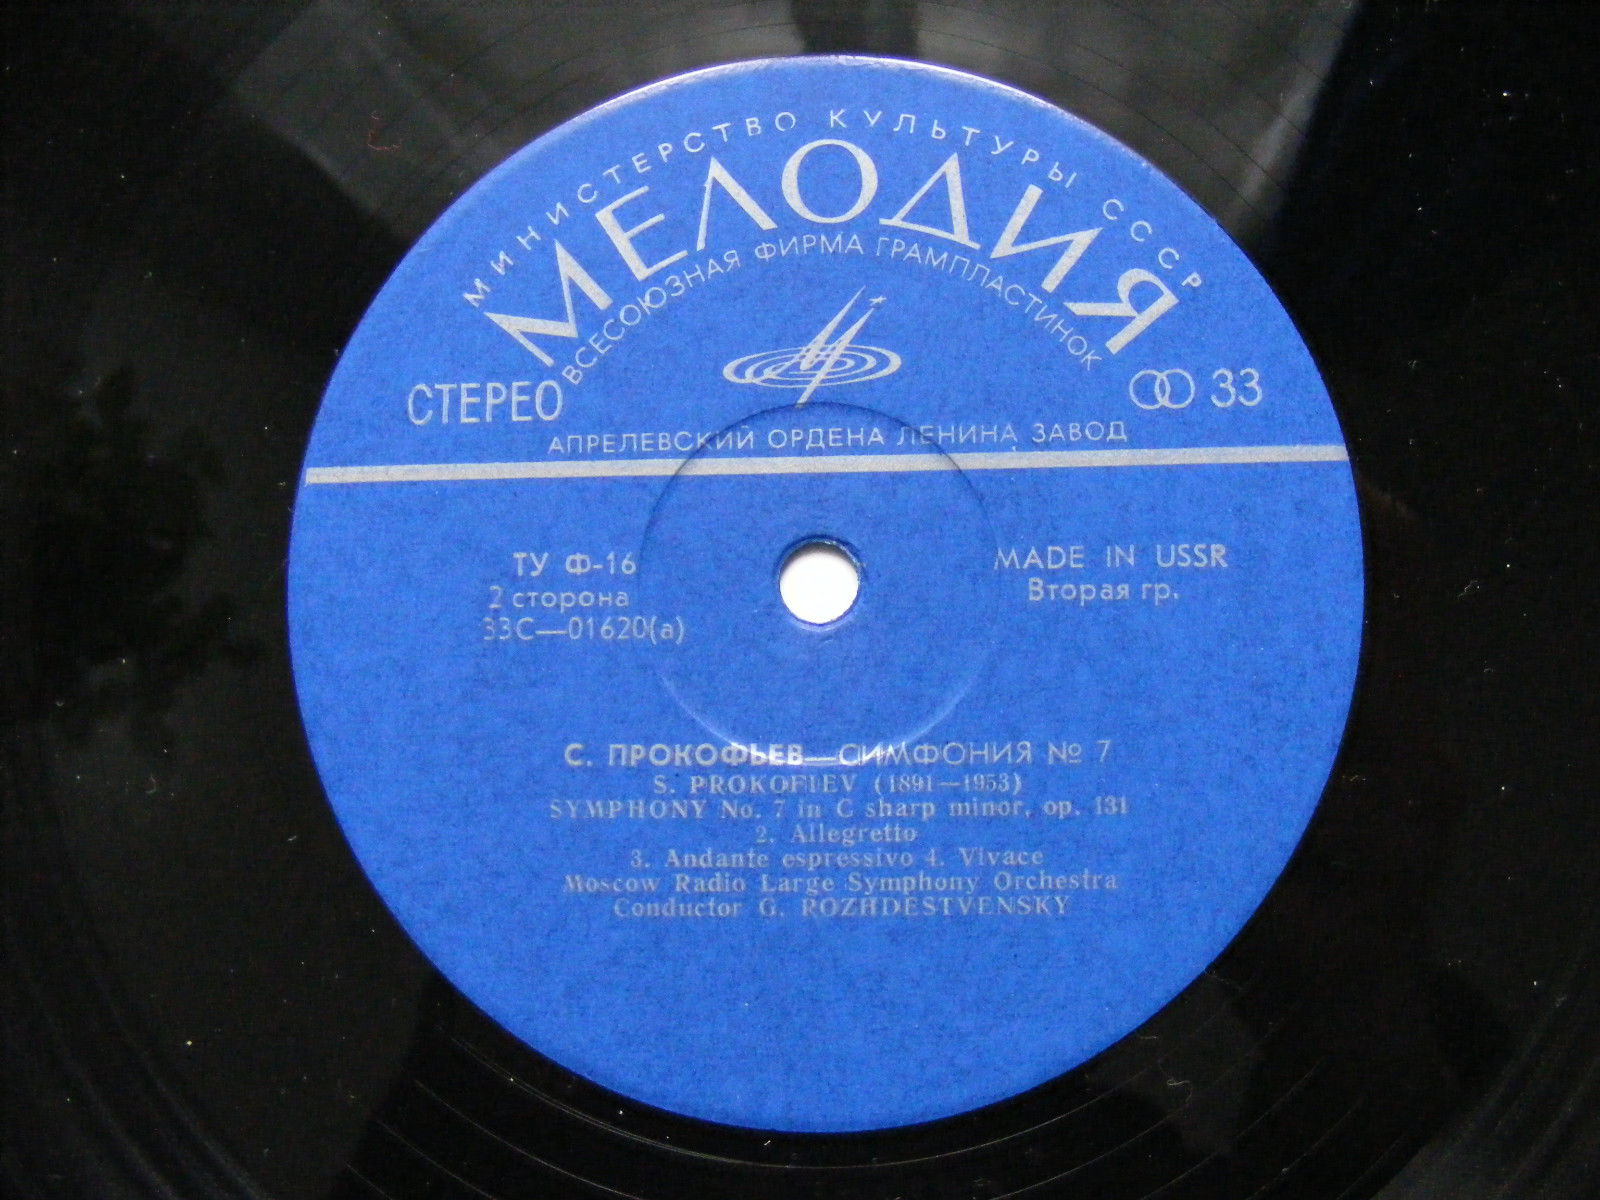 МИНИСТЕРСТВО КУЛЬТУРЫ СССР
МЕЛОДИЯ
ВСЕСОЮЗНАЯ ФИРМА ГРАМПЛАСТИНОК
СТЕРЕО
33
АПРЕЛЕВСКИЙ ОРДЕНА ЛЕНИНА ЗАВОД
ТУ Ф-16
2 сторона
33С—01620(а)
MADE IN USSR
Вторая гр.
С. ПРОКОФЬЕВ—СИМФОНИЯ № 7
S. PROKOFIEV (1891—1953)
SYMPHONY No. 7 in C sharp minor, op. 131
2. Allegretto
3. Andante espressivo 4. Vivace
Moscow Radio Large Symphony Orchestra
Conductor G. ROZHDESTVENSKY